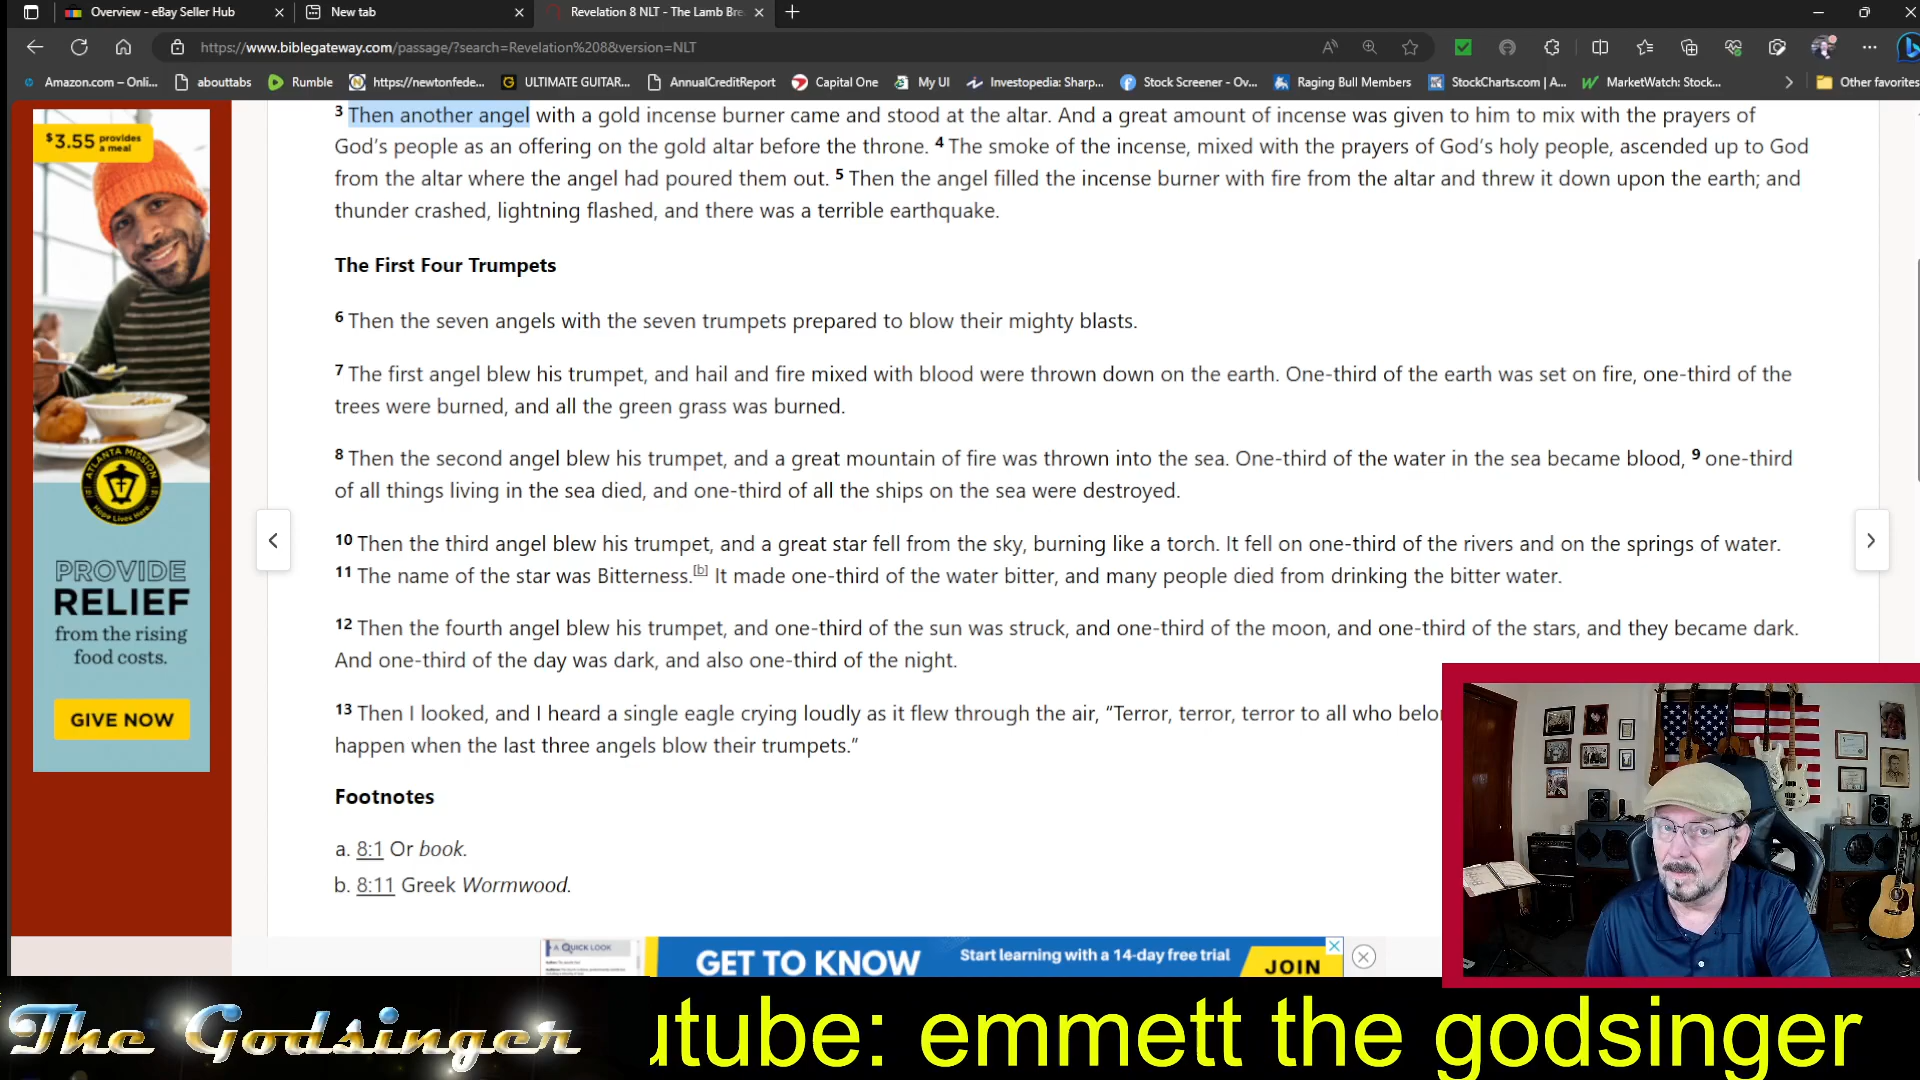 Overview - eBay Seller Hub
New tab
Revelation 8 NLT - The Lamb Bre
https://www.biblegateway.com/passage/?search=Revelation%208&version=NLT
Amazon.com – Onli...
abouttabs
Rumble
https://newtonfede...
ULTIMATE GUITAR...
AnnualCreditReport
Capital One
My UI
Investopedia: Sharp...
Stock Screener - Ov...
Raging Bull Members
StockCharts.com | A...
MarketWatch: Stock...
Other favorites
3 Then another angel with a gold incense burner came and stood at the altar. And a great amount of incense was given to him to mix with the prayers of
God’s people as an offering on the gold altar before the throne. 4 The smoke of the incense, mixed with the prayers of God’s holy people, ascended up to God
from the altar where the angel had poured them out. 5 Then the angel filled the incense burner with fire from the altar and threw it down upon the earth; and
thunder crashed, lightning flashed, and there was a terrible earthquake.
The First Four Trumpets
6 Then the seven angels with the seven trumpets prepared to blow their mighty blasts.
7 The first angel blew his trumpet, and hail and fire mixed with blood were thrown down on the earth. One-third of the earth was set on fire, one-third of the
trees were burned, and all the green grass was burned.
8 Then the second angel blew his trumpet, and a great mountain of fire was thrown into the sea. One-third of the water in the sea became blood, 9 one-third
of all things living in the sea died, and one-third of all the ships on the sea were destroyed.
10 Then the third angel blew his trumpet, and a great star fell from the sky, burning like a torch. It fell on one-third of the rivers and on the springs of water.
11 The name of the star was Bitterness.[b] It made one-third of the water bitter, and many people died from drinking the bitter water.
12 Then the fourth angel blew his trumpet, and one-third of the sun was struck, and one-third of the moon, and one-third of the stars, and they became dark.
And one-third of the day was dark, and also one-third of the night.
13 Then I looked, and I heard a single eagle crying loudly as it flew through the air, “Terror, terror, terror to all who belon
happen when the last three angels blow their trumpets.”
Footnotes
a. 8:1 Or book.
b. 8:11 Greek Wormwood.
$3.55 provides
a meal
ATLANTA MISSION
Hope Lives Here.
PROVIDE
RELIEF
from the rising
food costs.
GIVE NOW
A QUICK LOOK
GET TO KNOW
Start learning with a 14-day free trial
JOIN
The Godsinger
utube: emmett the godsinger